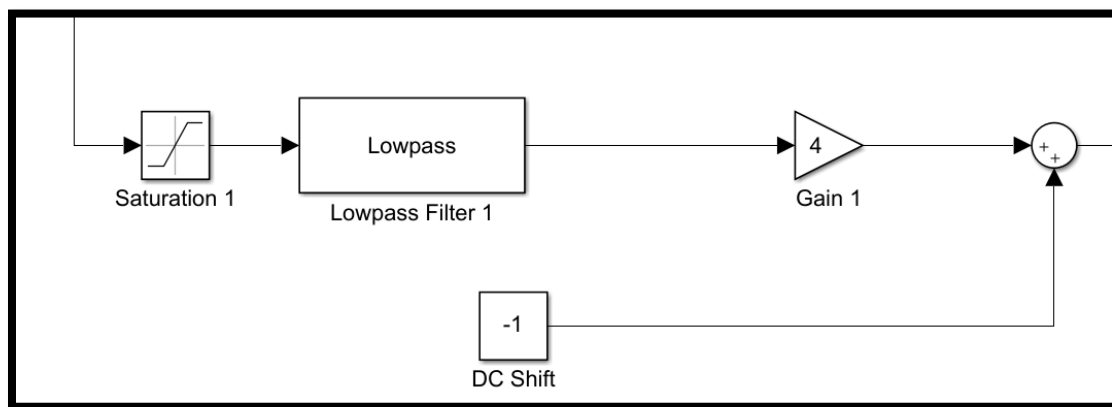 Lowpass
4
+
+
Saturation 1
Lowpass Filter 1
Gain 1
-1
DC Shift